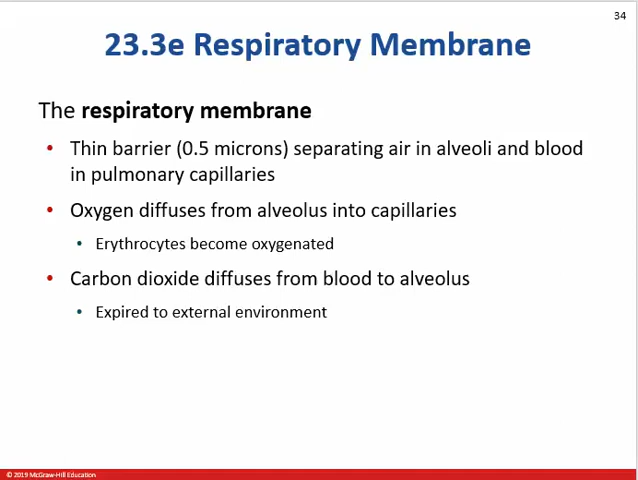 34
23.3e Respiratory Membrane
The respiratory membrane
• Thin barrier (0.5 microns) separating air in alveoli and blood
in pulmonary capillaries
• Oxygen diffuses from alveolus into capillaries
• Erythrocytes become oxygenated
• Carbon dioxide diffuses from blood to alveolus
• Expired to external environment
© 2019 McGraw-Hill Education